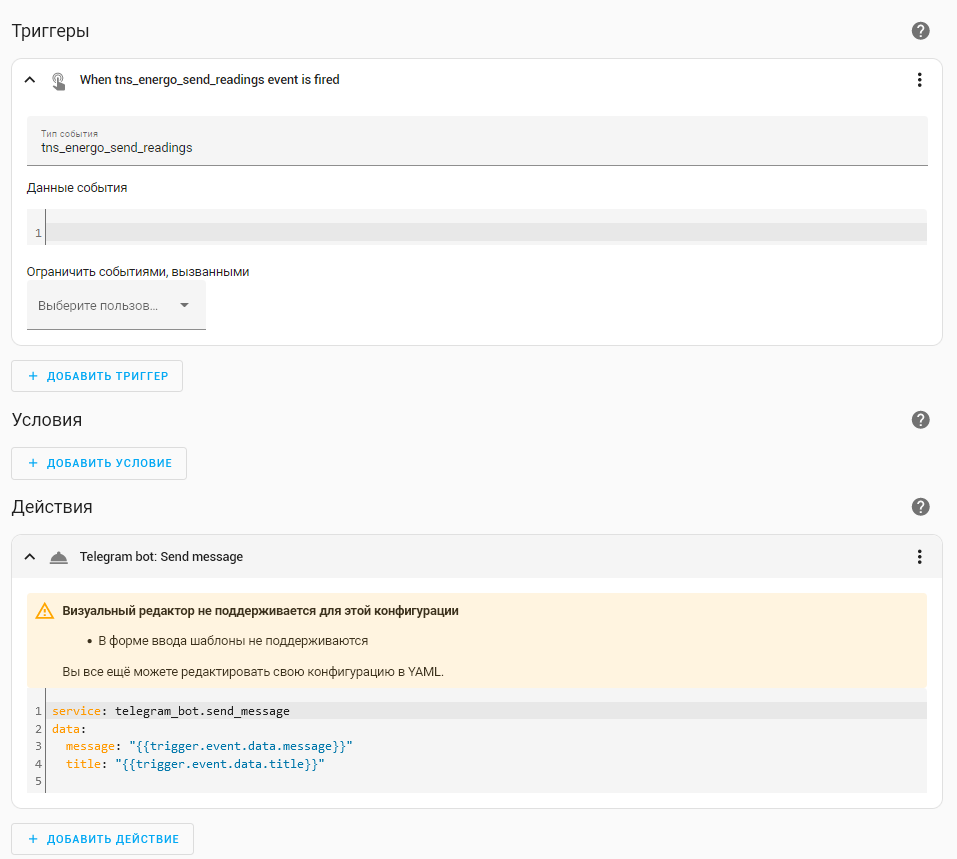 Триггеры
When tns_energo_send_readings event is fired
Тип события
tns_energo_send_readings
Данные события
1
Ограничить событиями, вызванными
Выберите пользов...
+ ДОБАВИТЬ ТРИГГЕР
Условия
+ ДОБАВИТЬ УСЛОВИЕ
Действия
Telegram bot: Send message
Визуальный редактор не поддерживается для этой конфигурации
• В форме ввода шаблоны не поддерживаются
Вы все ещё можете редактировать свою конфигурацию в YAML.
1 service: telegram_bot.send_message
2 data:
3   message: "{{trigger.event.data.message}}"
4   title: "{{trigger.event.data.title}}"
5
+ ДОБАВИТЬ ДЕЙСТВИЕ